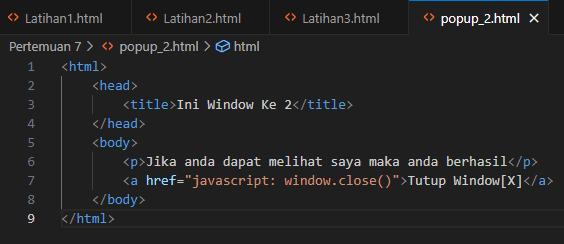 Latihan1.html Latihan2.html Latihan3.html popup_2.html
Pertemuan 7 > popup_2.html > html
1 <html>
2 <head>
3 <title>Ini Window Ke 2</title>
4 </head>
5 <body>
6 <p>Jika anda dapat melihat saya maka anda berhasil</p>
7 <a href="javascript: window.close()">Tutup Window[X]</a>
8 </body>
9 </html>